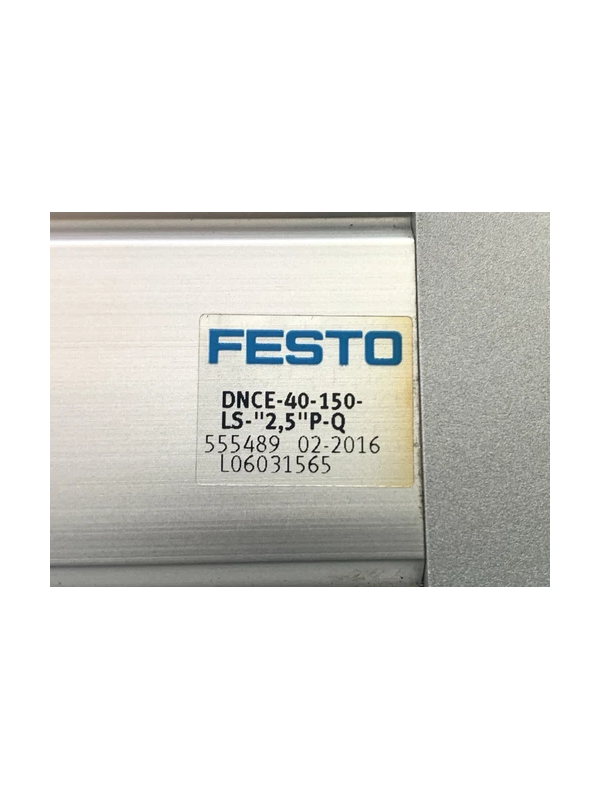 FESTO
DNCE-40-150-
LS-"2,5"P-Q
555489 02-2016
L06031565